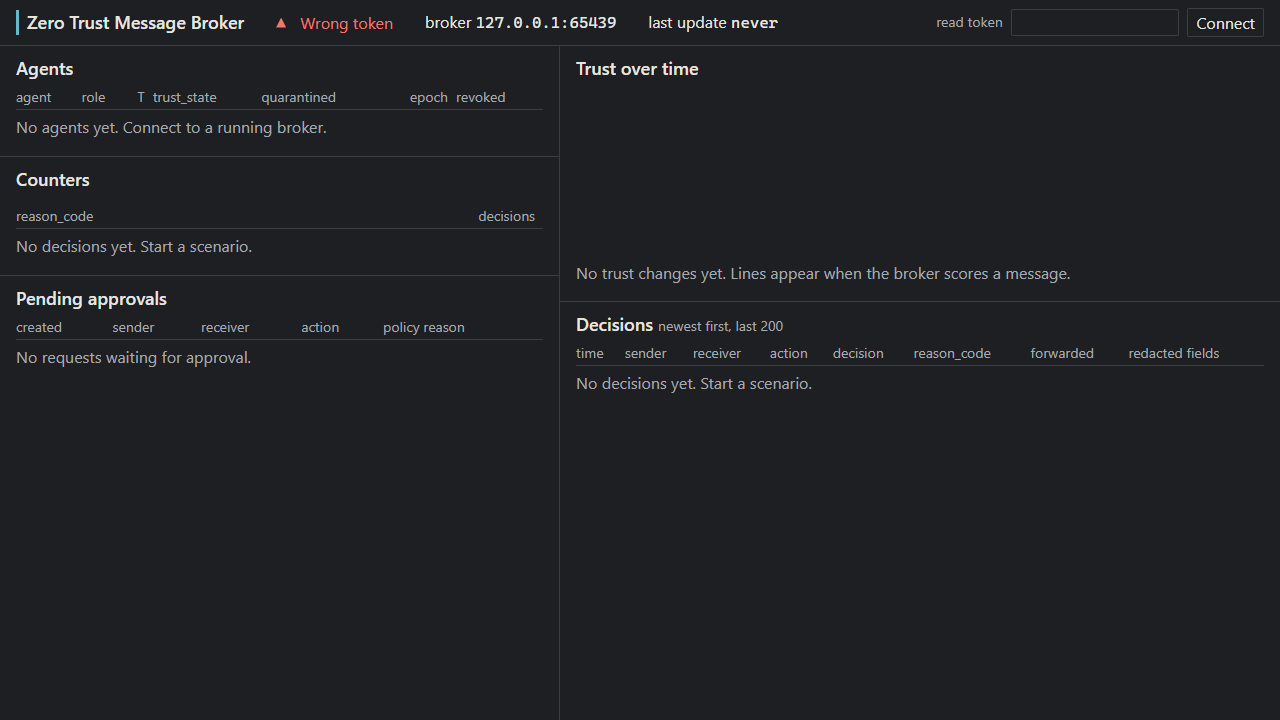 Zero Trust Message Broker ▲ Wrong token broker 127.0.0.1:65439 last update never read token Connect
Agents
agent role T trust_state quarantined epoch revoked
No agents yet. Connect to a running broker.
Counters
reason_code decisions
No decisions yet. Start a scenario.
Pending approvals
created sender receiver action policy reason
No requests waiting for approval.
Trust over time
No trust changes yet. Lines appear when the broker scores a message.
Decisions newest first, last 200
time sender receiver action decision reason_code forwarded redacted fields
No decisions yet. Start a scenario.